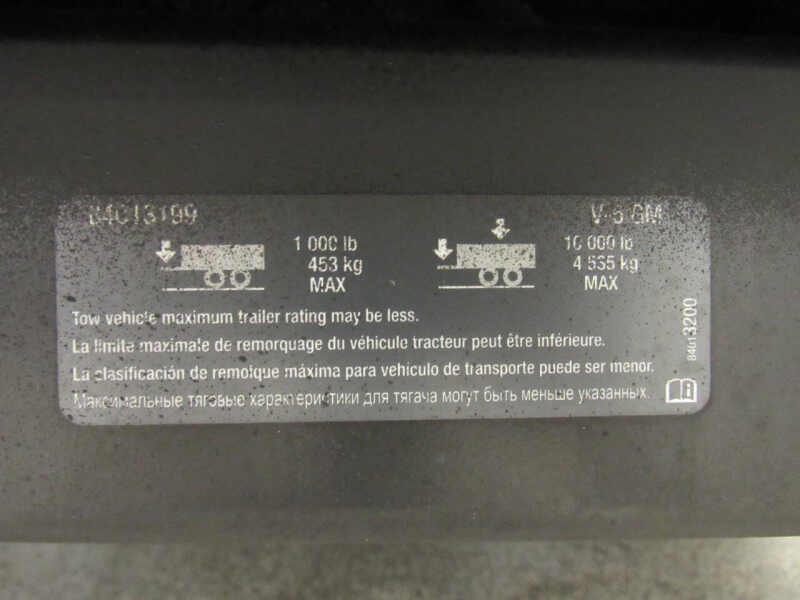 84013199
V-5 GM
1 000 lb
453 kg
MAX
10 000 lb
4 535 kg
MAX
Tow vehicle maximum trailer rating may be less.
La limite maximale de remorquage du véhicule tracteur peut être inférieure.
La clasificación de remolque máxima para vehiculo de transporte puede ser menor.
Максимальные тяговые характеристики для тягача могут быть меньше указанных.
84013200